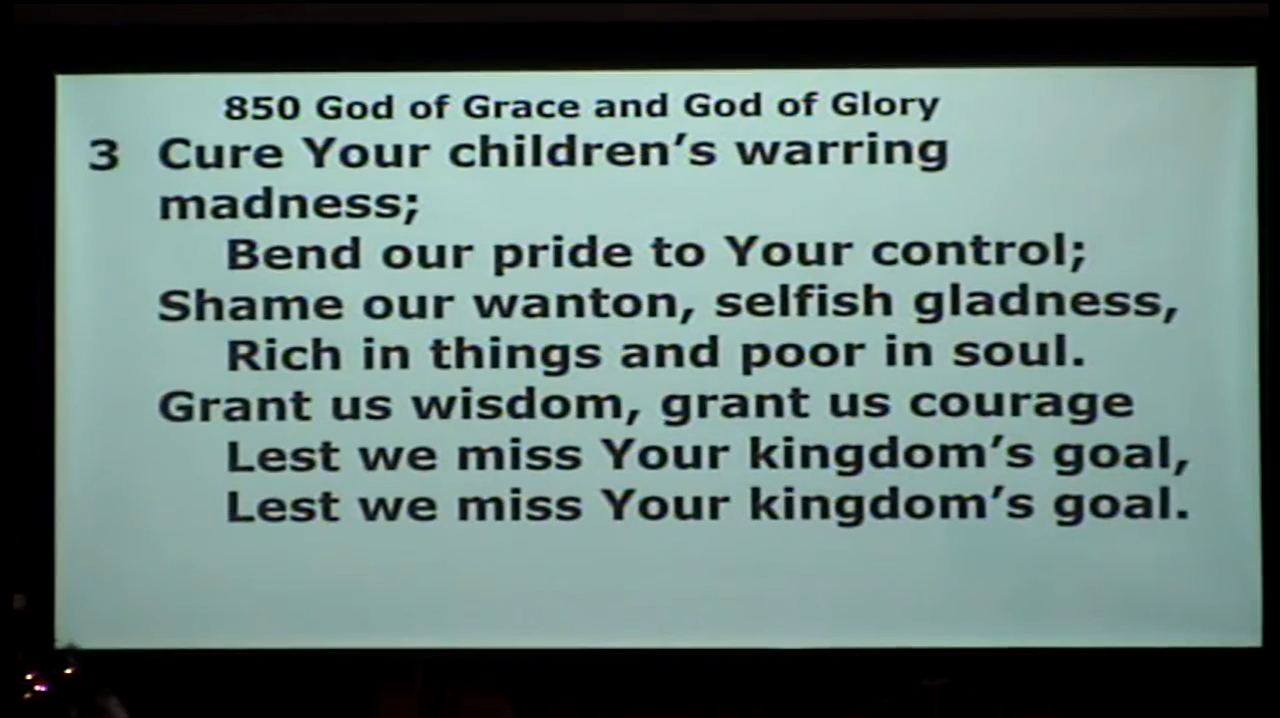 850 God of Grace and God of Glory
3 Cure Your children’s warring
madness;
Bend our pride to Your control;
Shame our wanton, selfish gladness,
Rich in things and poor in soul.
Grant us wisdom, grant us courage
Lest we miss Your kingdom’s goal,
Lest we miss Your kingdom’s goal.